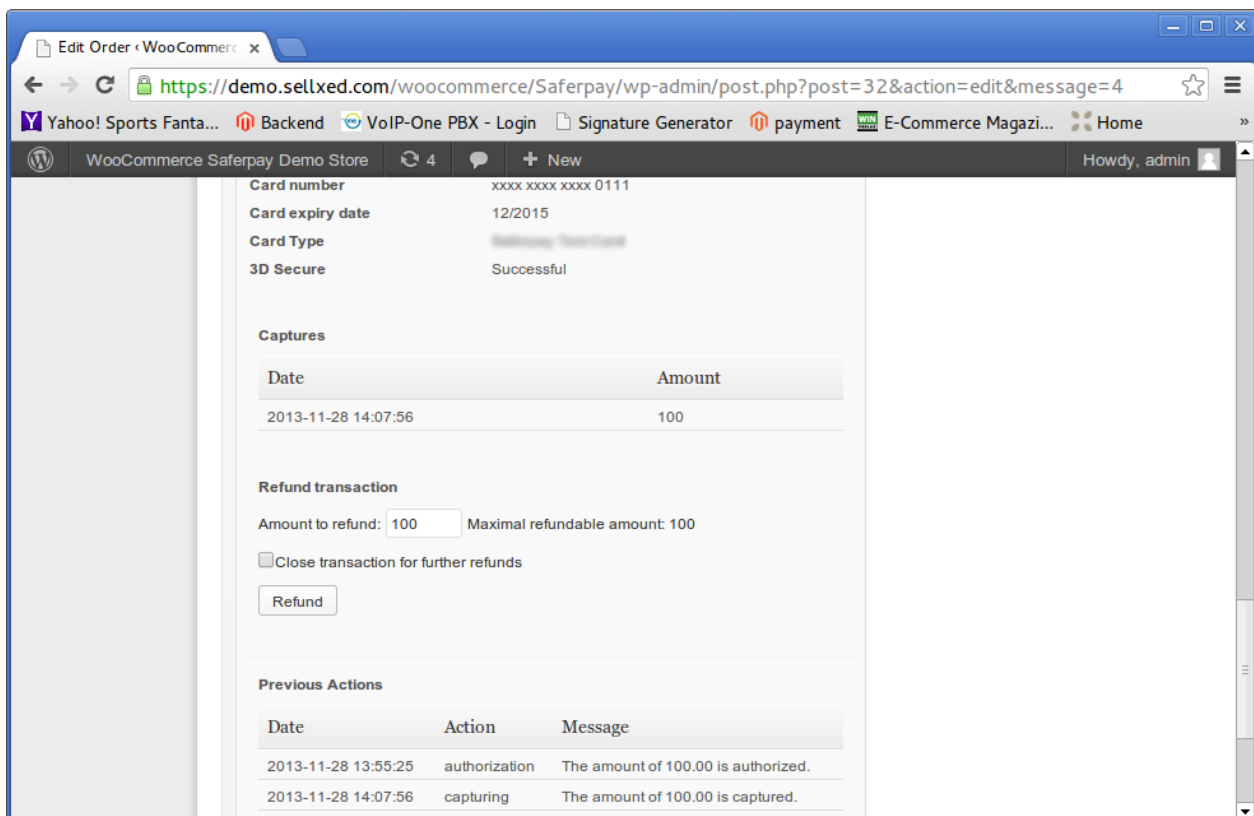 Edit Order ‹ WooCommerc
https://demo.sellxed.com/woocommerce/Saferpay/wp-admin/post.php?post=32&action=edit&message=4
Yahoo! Sports Fanta... Backend VoIP-One PBX - Login Signature Generator payment E-Commerce Magazi... Home »
WooCommerce Saferpay Demo Store 4 + New Howdy, admin
Card number xxxx xxxx xxxx 0111
Card expiry date 12/2015
Card Type
3D Secure Successful
Captures
Date Amount
2013-11-28 14:07:56 100
Refund transaction
Amount to refund: 100 Maximal refundable amount: 100
Close transaction for further refunds
Refund
Previous Actions
Date Action Message
2013-11-28 13:55:25 authorization The amount of 100.00 is authorized.
2013-11-28 14:07:56 capturing The amount of 100.00 is captured.